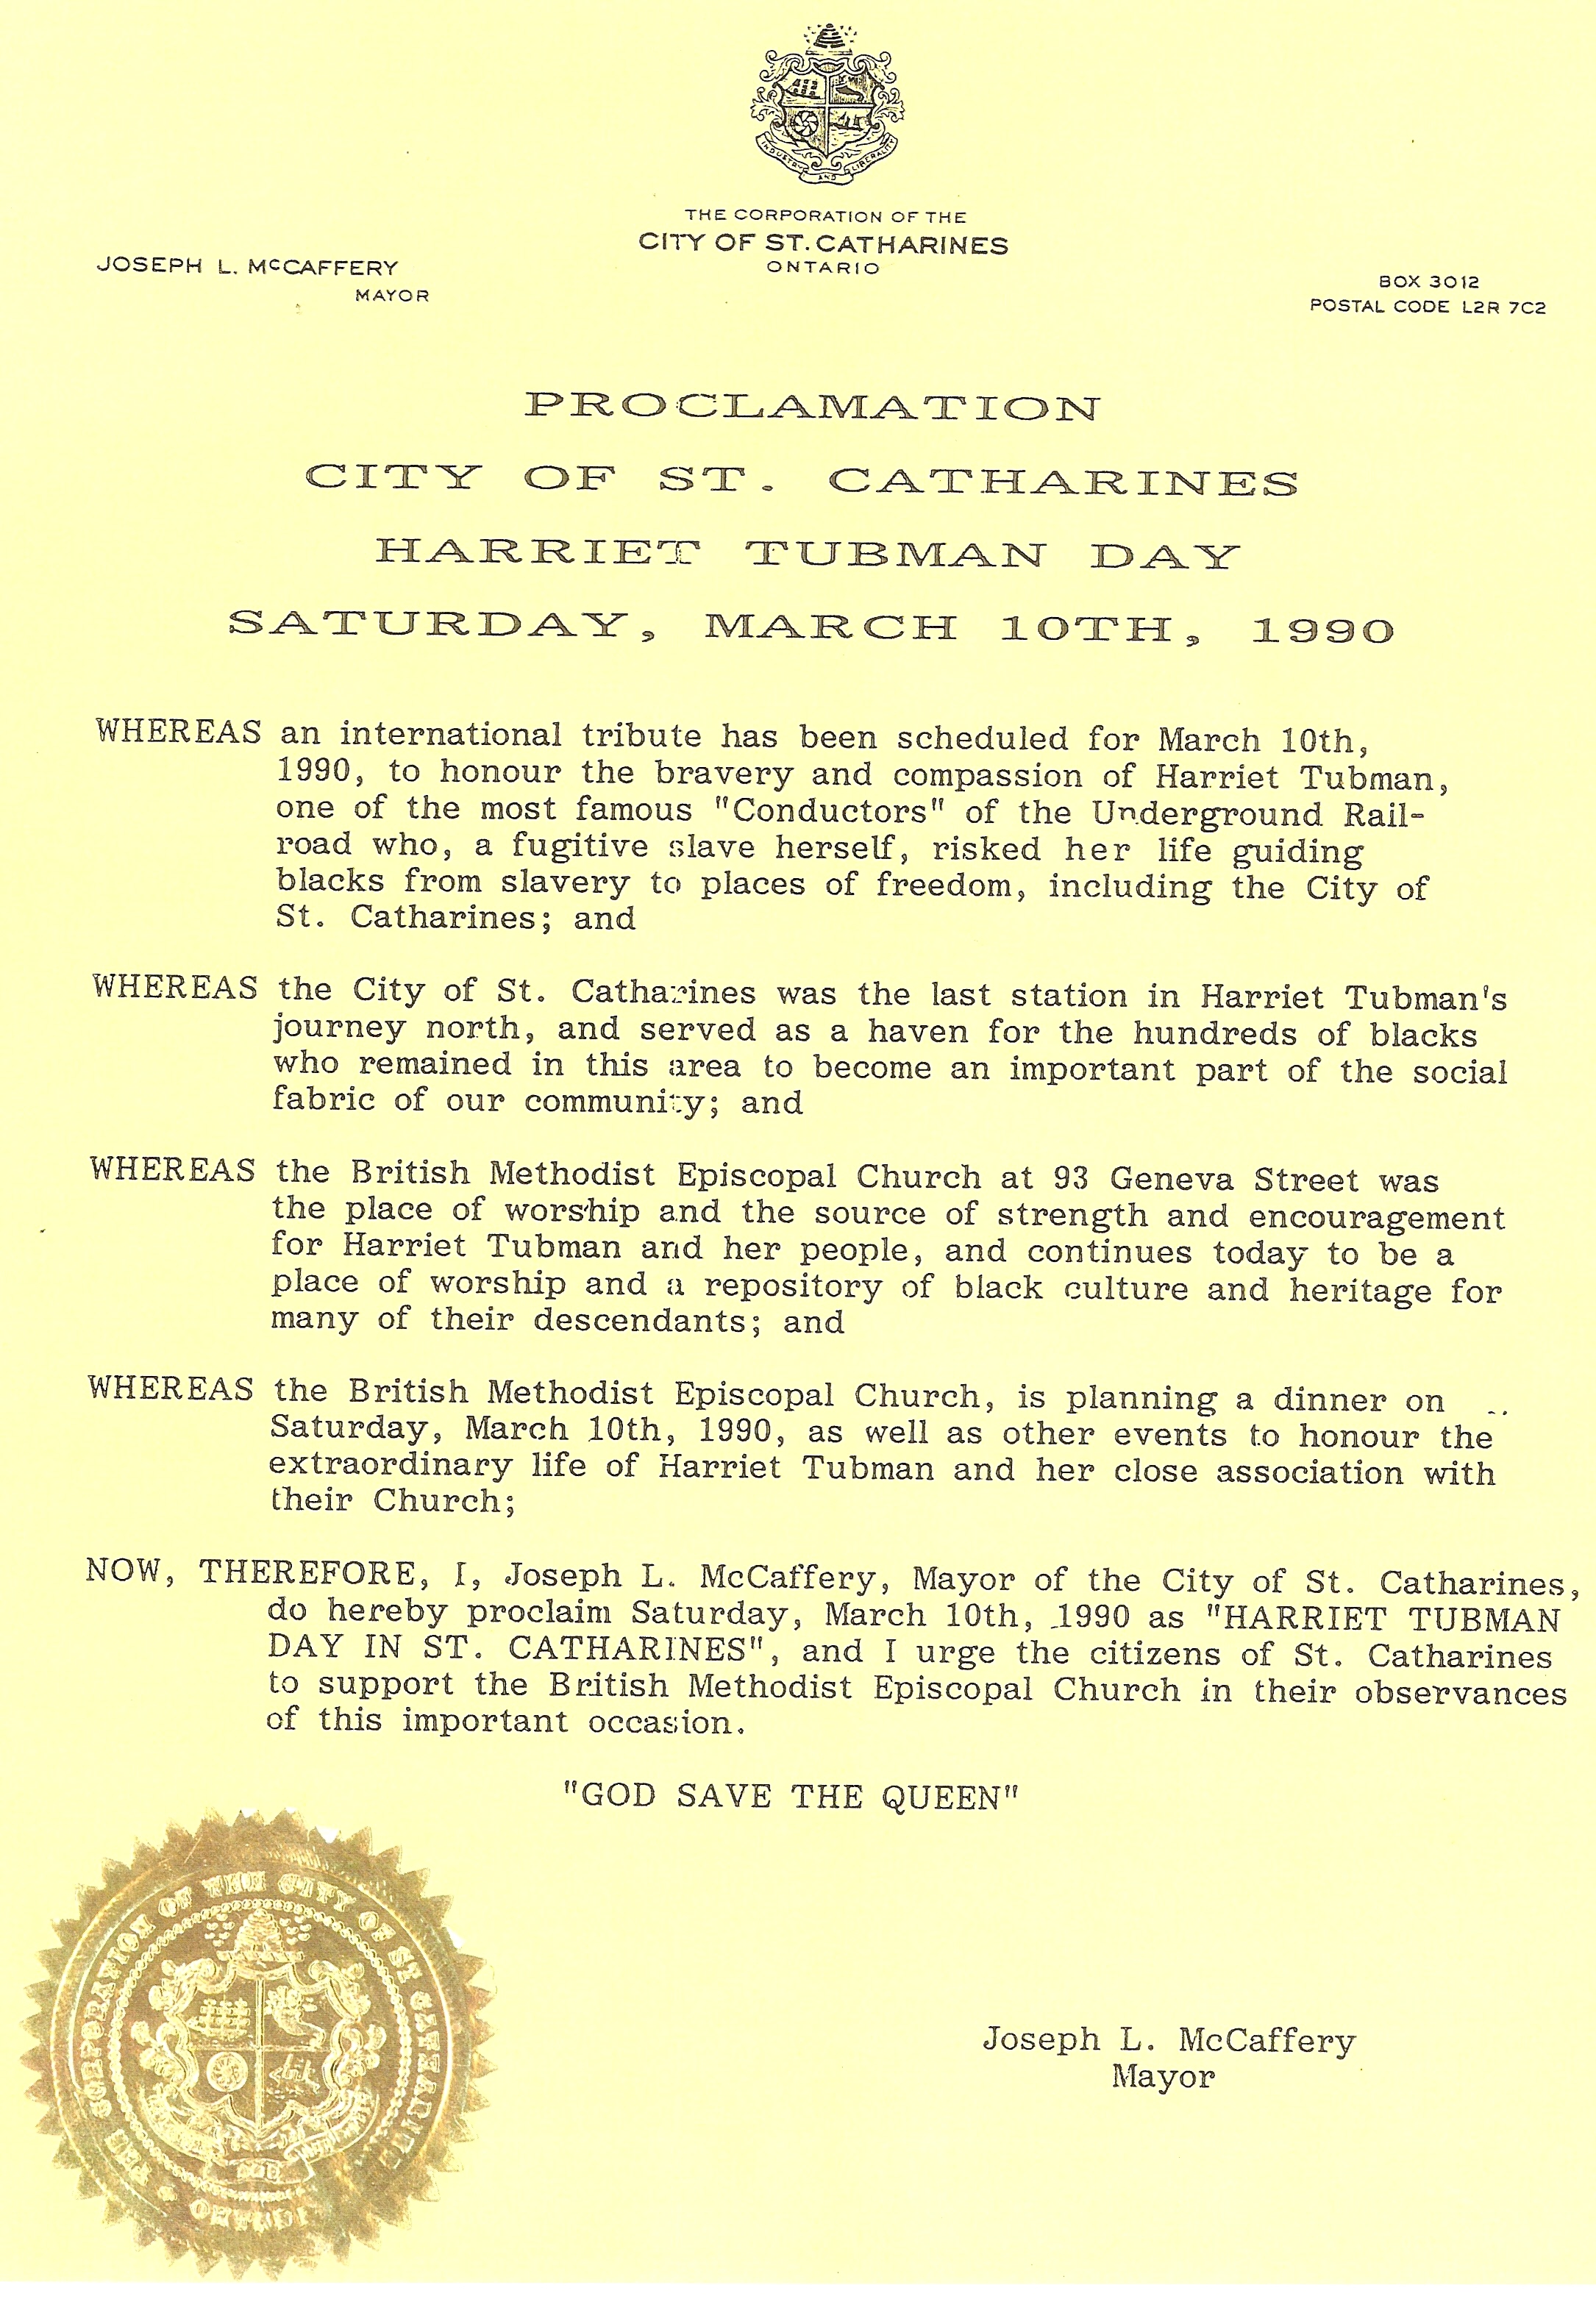 INDUSTRY AND LIBERALITY
THE CORPORATION OF THE
CITY OF ST. CATHARINES
ONTARIO
JOSEPH L. McCAFFERY
MAYOR
BOX 3012
POSTAL CODE L2R 7C2
PROCLAMATION
CITY OF ST. CATHARINES
HARRIET TUBMAN DAY
SATURDAY, MARCH 10TH, 1990
WHEREAS an international tribute has been scheduled for March 10th,
1990, to honour the bravery and compassion of Harriet Tubman,
one of the most famous "Conductors" of the Underground Rail-
road who, a fugitive slave herself, risked her life guiding
blacks from slavery to places of freedom, including the City of
St. Catharines; and
WHEREAS the City of St. Catharines was the last station in Harriet Tubman's
journey north, and served as a haven for the hundreds of blacks
who remained in this area to become an important part of the social
fabric of our community; and
WHEREAS the British Methodist Episcopal Church at 93 Geneva Street was
the place of worship and the source of strength and encouragement
for Harriet Tubman and her people, and continues today to be a
place of worship and a repository of black culture and heritage for
many of their descendants; and
WHEREAS the British Methodist Episcopal Church, is planning a dinner on
Saturday, March 10th, 1990, as well as other events to honour the
extraordinary life of Harriet Tubman and her close association with
their Church;
NOW, THEREFORE, I, Joseph L. McCaffery, Mayor of the City of St. Catharines,
do hereby proclaim Saturday, March 10th, 1990 as "HARRIET TUBMAN
DAY IN ST. CATHARINES", and I urge the citizens of St. Catharines
to support the British Methodist Episcopal Church in their observances
of this important occasion.
"GOD SAVE THE QUEEN"
THE CORPORATION OF THE CITY OF ST CATHARINES
AND
ONTARIO
Joseph L. McCaffery
Mayor